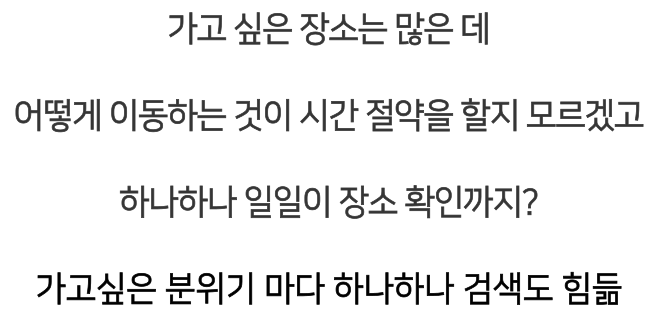 가고 싶은 장소는 많은 데
어떻게 이동하는 것이 시간 절약을 할지 모르겠고
하나하나 일일이 장소 확인까지?
가고싶은 분위기 마다 하나하나 검색도 힘듦